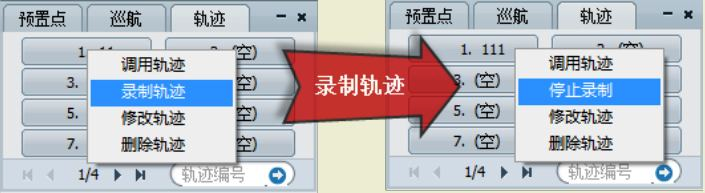 预置点 巡航 轨迹
1. 11 2. (空)
调用轨迹
3. 空)
录制轨迹
5. 空)
修改轨迹
7. 空)
删除轨迹
1/4 轨迹编号
录制轨迹
预置点 巡航 轨迹
1. 111 2. (空)
调用轨迹
3. (空)
停止录制
5. (空)
修改轨迹
7. (空)
删除轨迹
1/4 轨迹编号